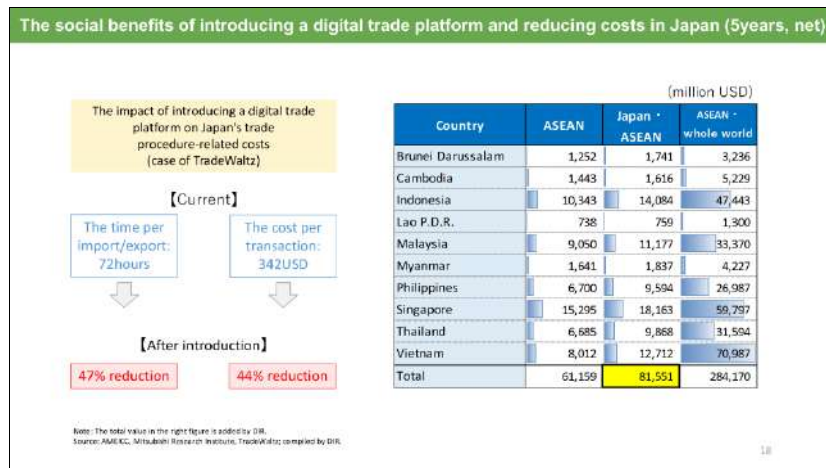 The social benefits of introducing a digital trade platform and reducing costs in Japan (5years, net)
The impact of introducing a digital trade
platform on Japan's trade
procedure-related costs
(case of TradeWaltz)
【Current】
The time per
import/export:
72hours
The cost per
transaction:
342USD
【After introduction】
47% reduction
44% reduction
(million USD)
Country ASEAN Japan・ASEAN ASEAN・whole world
Brunei Darussalam 1,252 1,741 3,236
Cambodia 1,443 1,616 5,229
Indonesia 10,343 14,084 47,443
Lao P.D.R. 738 759 1,300
Malaysia 9,050 11,177 33,370
Myanmar 1,641 1,837 4,227
Philippines 6,700 9,594 26,987
Singapore 15,295 18,163 59,797
Thailand 6,685 9,868 31,594
Vietnam 8,012 12,712 70,987
Total 61,159 81,551 284,170
Note: The total value in the right figure is added by DIR.
Source: AMEICC, Mitsubishi Research Institute, TradeWaltz; compiled by DIR.
18